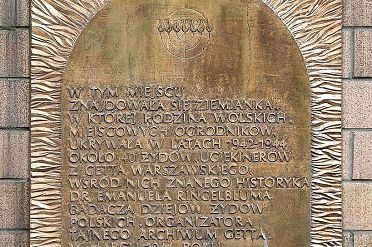 W TYM MIEJSCU
ZNAJDOWAŁA SIĘ ZIEMIANKA,
W KTÓREJ RODZINA WOLSKICH,
MIEJSCOWYCH OGRODNIKÓW,
UKRYWAŁA W LATACH 1942-1944
OKOŁO 40 ŻYDÓW, UCIEKINERÓW
Z GETTA WARSZAWSKIEGO.
WŚRÓD NICH ZNANEGO HISTORYKA
DR. EMANUELA RINGELBLUMA
BADACZA DZIEJÓW ŻYDÓW
POLSKICH ORGANIZATORA
TAJNEGO ARCHIWUM GETTA